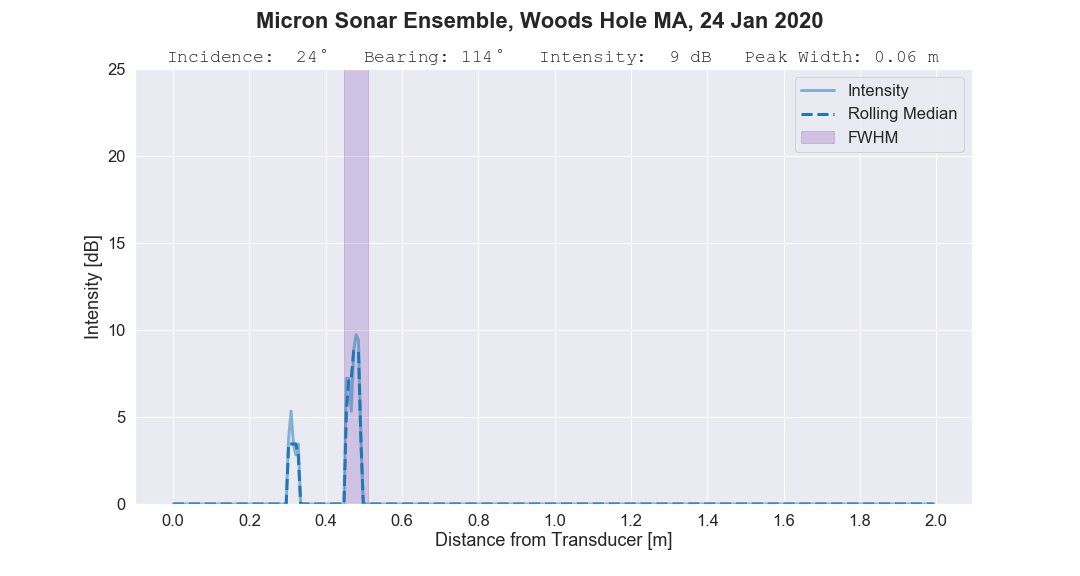 Micron Sonar Ensemble, Woods Hole MA, 24 Jan 2020
Incidence: 24° Bearing: 114° Intensity: 9 dB Peak Width: 0.06 m
25
20
15
10
5
0
Intensity [dB]
Intensity
Rolling Median
FWHM
0.0 0.2 0.4 0.6 0.8 1.0 1.2 1.4 1.6 1.8 2.0
Distance from Transducer [m]